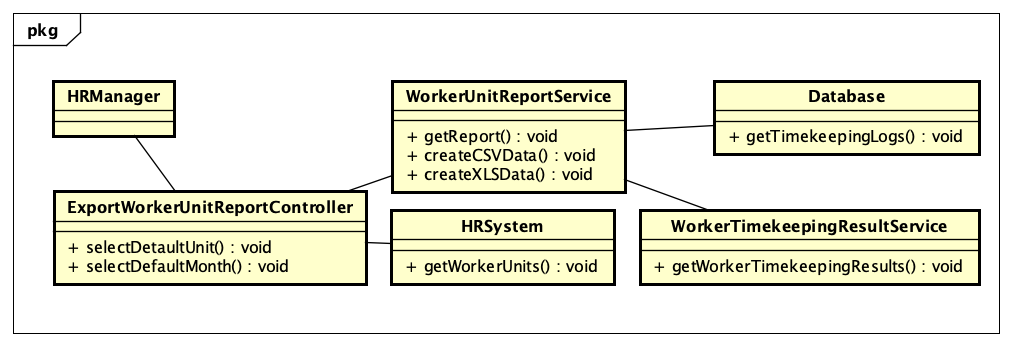 pkg
HRManager
WorkerUnitReportService
+ getReport() : void
+ createCSVData() : void
+ createXLSData() : void
Database
+ getTimekeepingLogs() : void
ExportWorkerUnitReportController
+ selectDetaultUnit() : void
+ selectDefaultMonth() : void
HRSystem
+ getWorkerUnits() : void
WorkerTimekeepingResultService
+ getWorkerTimekeepingResults() : void